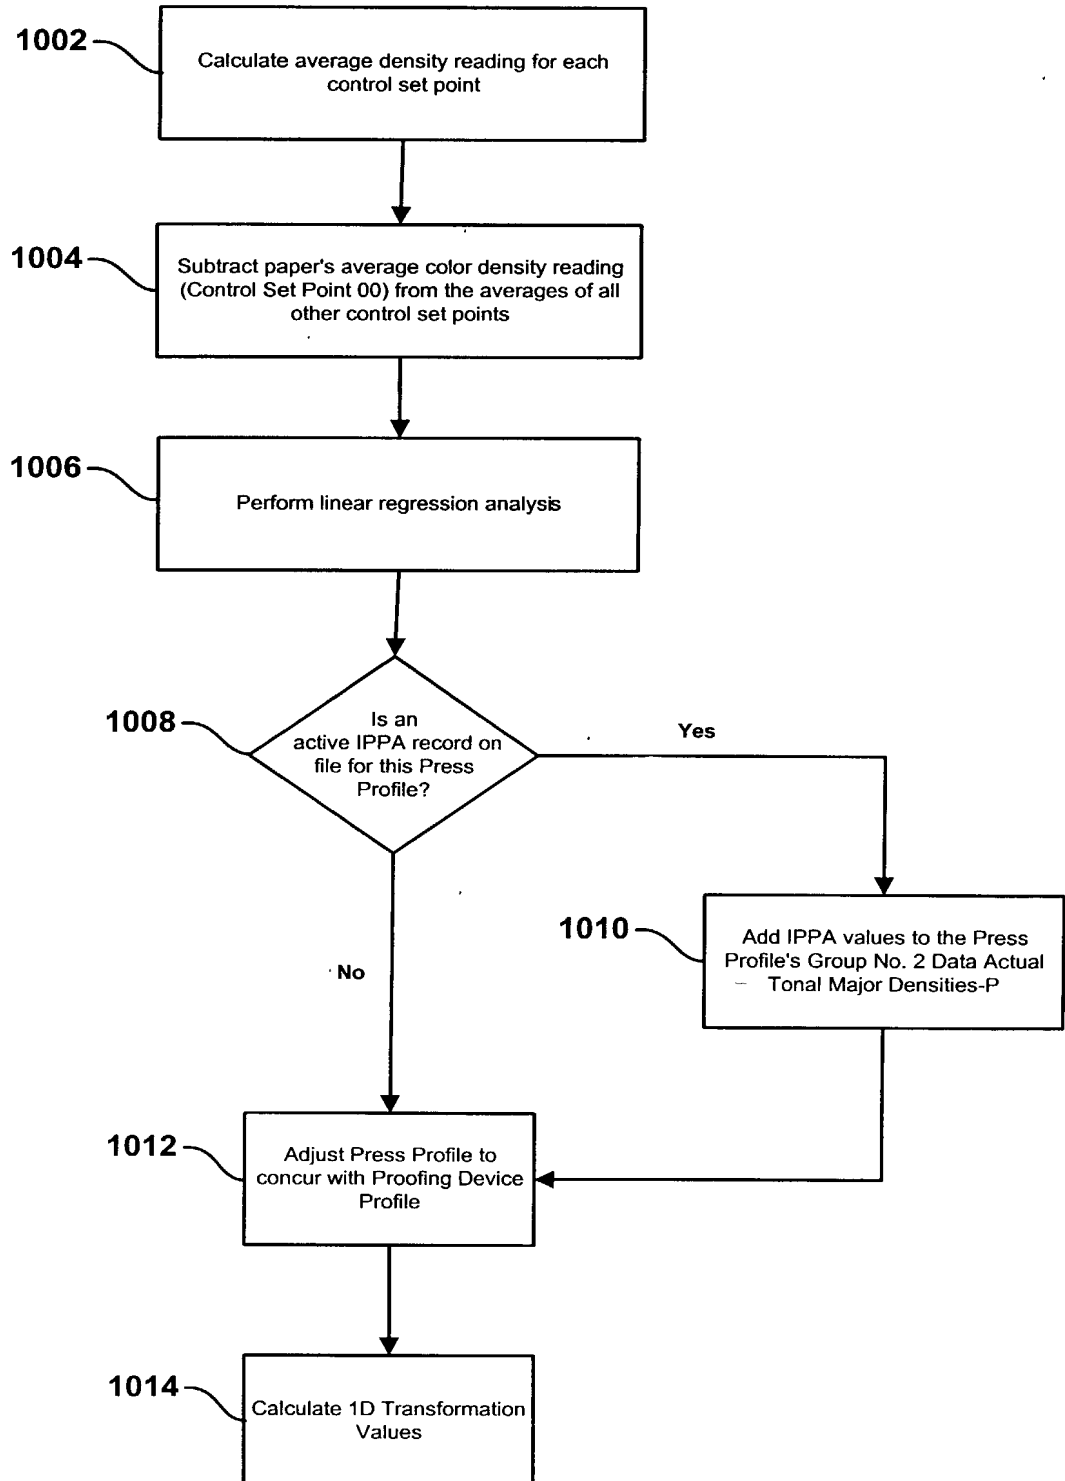 1002
Calculate average density reading for each
control set point
1004
Subtract paper's average color density reading
(Control Set Point 00) from the averages of all
other control set points
1006
Perform linear regression analysis
1008
Is an
active IPPA record on
file for this Press
Profile?
Yes
No
1010
Add IPPA values to the Press
Profile's Group No. 2 Data Actual
Tonal Major Densities-P
1012
Adjust Press Profile to
concur with Proofing Device
Profile
1014
Calculate 1D Transformation
Values